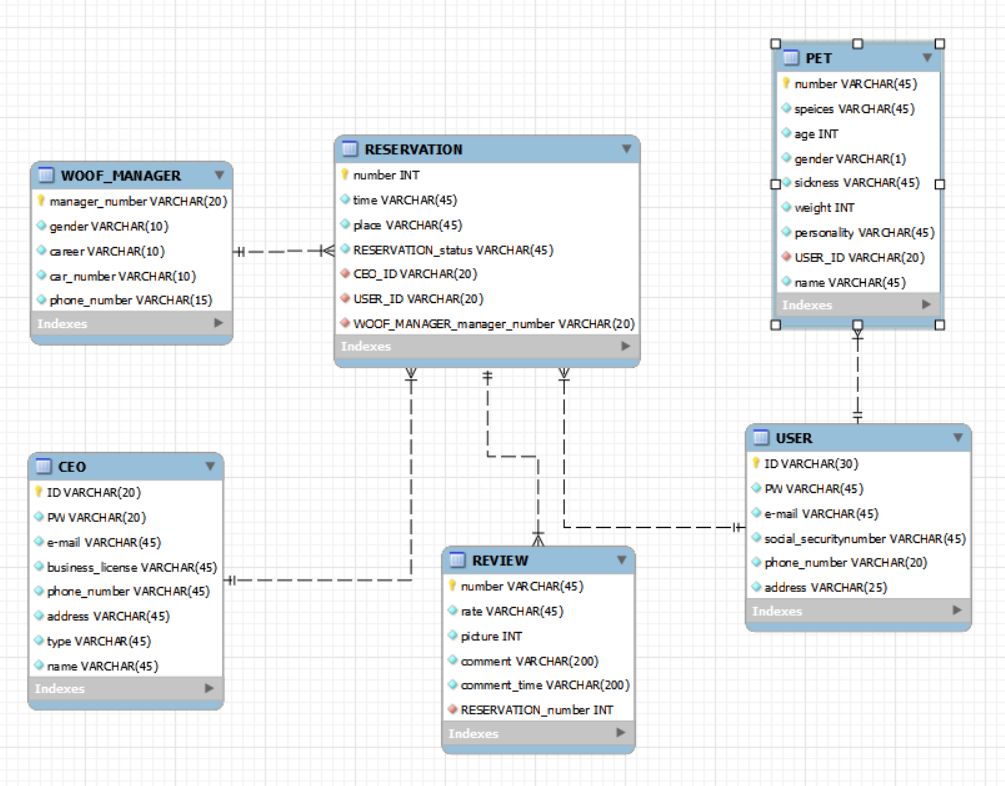 WOOF_MANAGER
manager_number VARCHAR(20)
gender VARCHAR(10)
career VARCHAR(10)
car_number VARCHAR(10)
phone_number VARCHAR(15)
Indexes
RESERVATION
number INT
time VARCHAR(45)
place VARCHAR(45)
RESERVATION_status VARCHAR(45)
CEO_ID VARCHAR(20)
USER_ID VARCHAR(20)
WOOF_MANAGER_manager_number VARCHAR(20)
Indexes
PET
number VARCHAR(45)
speices VARCHAR(45)
age INT
gender VARCHAR(1)
sickness VARCHAR(45)
weight INT
personality VARCHAR(45)
USER_ID VARCHAR(20)
name VARCHAR(45)
Indexes
CEO
ID VARCHAR(20)
PW VARCHAR(20)
e-mail VARCHAR(45)
business_license VARCHAR(45)
phone_number VARCHAR(45)
address VARCHAR(45)
type VARCHAR(45)
name VARCHAR(45)
Indexes
REVIEW
number VARCHAR(45)
rate VARCHAR(45)
picture INT
comment VARCHAR(200)
comment_time VARCHAR(200)
RESERVATION_number INT
Indexes
USER
ID VARCHAR(30)
PW VARCHAR(45)
e-mail VARCHAR(45)
social_securitynumber VARCHAR(45)
phone_number VARCHAR(20)
address VARCHAR(25)
Indexes